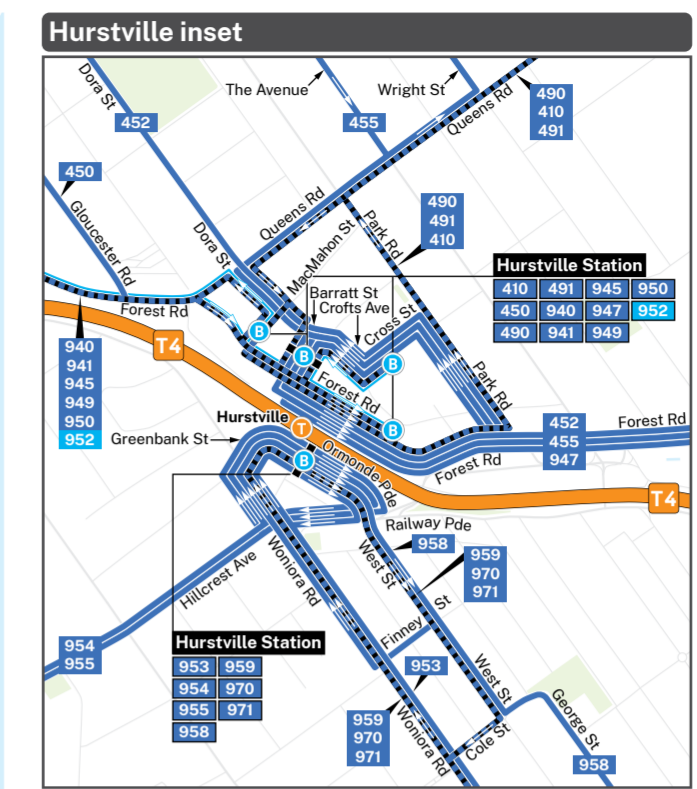 Hurstville inset
Dora St
The Avenue
Wright St
Queens Rd
490
410
491
452
455
450
Gloucester Rd
Queens Rd
490
491
410
Dora St
MacMahon St
Park Rd
Hurstville Station
410 491 945 950
450 940 947 952
490 941 949
Forest Rd
Barratt St
Crofts Ave
Cross St
B
B
B
T4
940
941
945
949
950
952
Forest Rd
Park Rd
Hurstville
T
B
452
455
947
Forest Rd
Greenbank St
B
Ormonde Pde
Forest Rd
T4
Railway Pde
958
959
970
971
West St
Woniora Rd
Hillcrest Ave
Finney St
954
955
Hurstville Station
953 959
954 970
955 971
958
953
West St
959
970
971
Woniora Rd
Cole St
George St
958